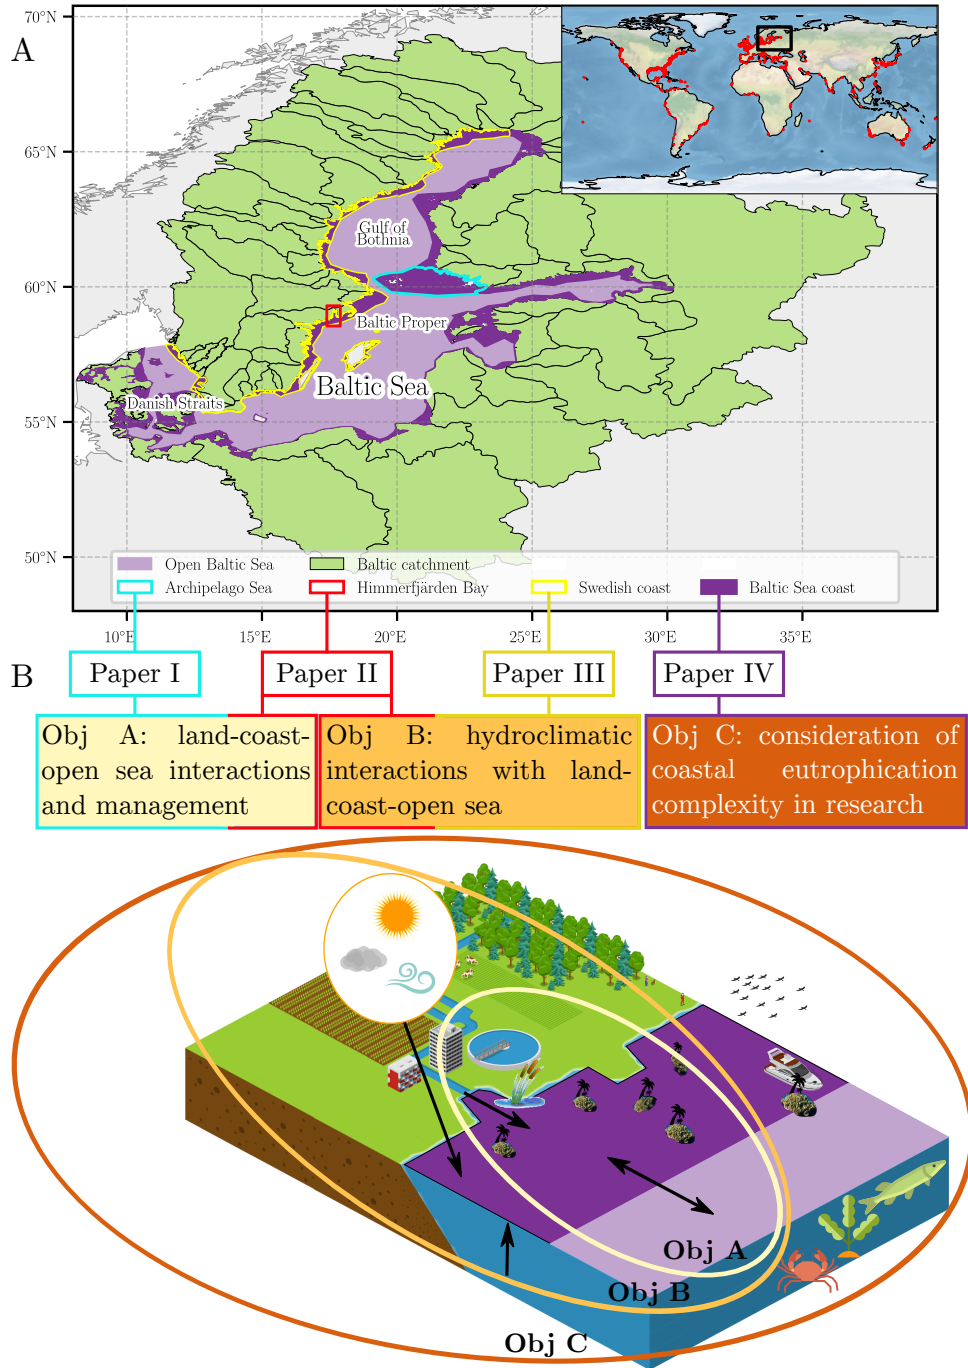 A
70°N
65°N
60°N
55°N
50°N
Gulf of
Bothnia
Baltic Proper
Baltic Sea
Danish Straits
Open Baltic Sea
Baltic catchment
Archipelago Sea
Himmerfjärden Bay
Swedish coast
Baltic Sea coast
10°E
15°E
20°E
25°E
30°E
35°E
B
Paper I
Paper II
Paper III
Paper IV
Obj A: land-coast-
open sea interactions
and management
Obj B: hydroclimatic
interactions with land-
coast-open sea
Obj C: consideration of
coastal eutrophication
complexity in research
Obj A
Obj B
Obj C